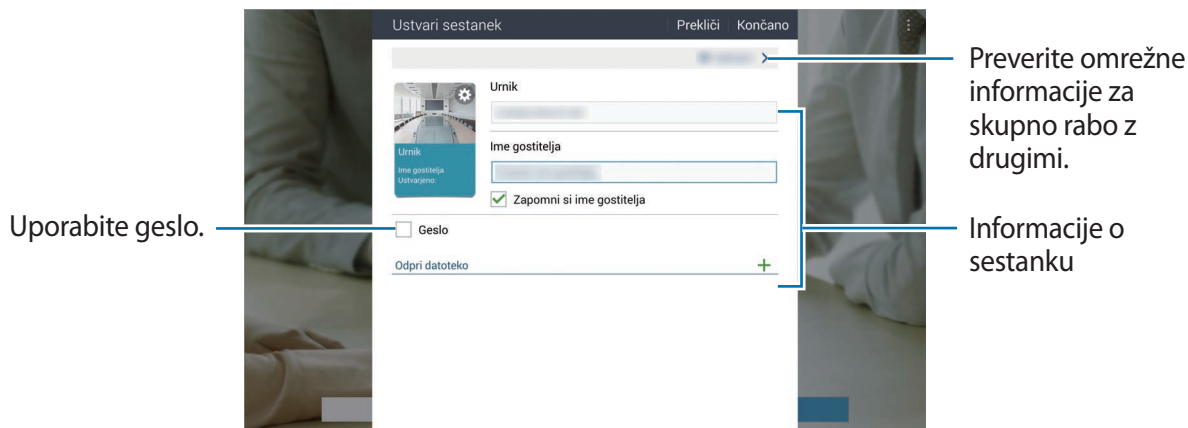 Ustvari sestanek Prekliči Končano
Urnik
Urnik
Ime gostitelja
Ustvarjeno:
Ime gostitelja
Zapomni si ime gostitelja
Geslo
Odpri datoteko
Uporabite geslo.
Preverite omrežne
informacije za
skupno rabo z
drugimi.
Informacije o
sestanku